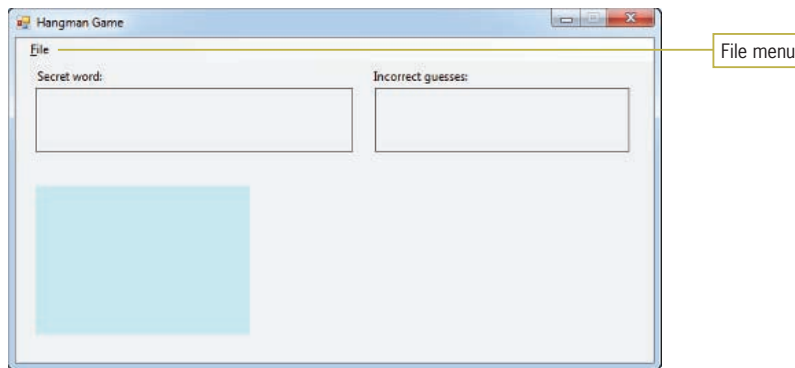 Hangman Game
File
File menu
Secret word:
Incorrect guesses: